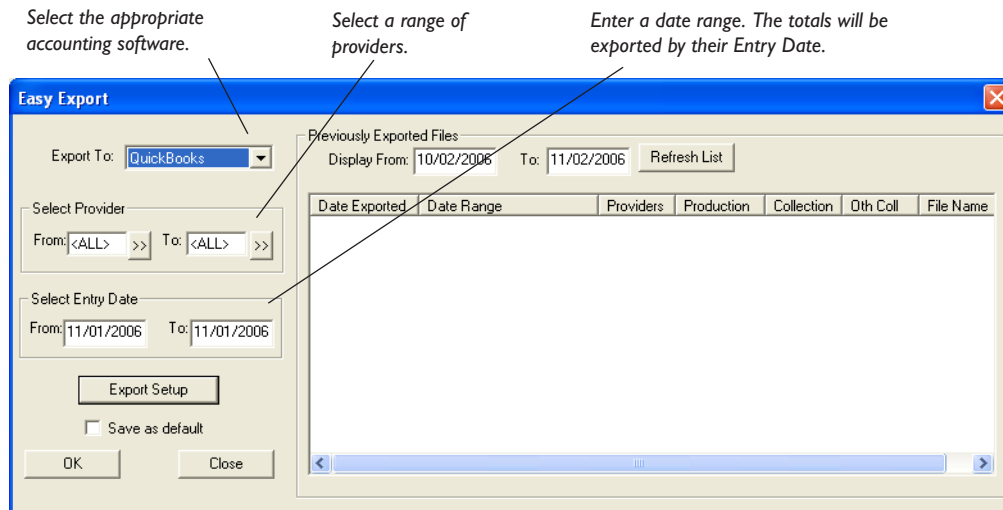 Select the appropriate
accounting software.
Select a range of
providers.
Enter a date range. The totals will be
exported by their Entry Date.
Easy Export
Export To: QuickBooks
Select Provider
From: <ALL> >> To: <ALL> >>
Select Entry Date
From: 11/01/2006 To: 11/01/2006
Export Setup
Save as default
OK Close
Previously Exported Files
Display From: 10/02/2006 To: 11/02/2006 Refresh List
Date Exported Date Range Providers Production Collection Oth Coll File Name